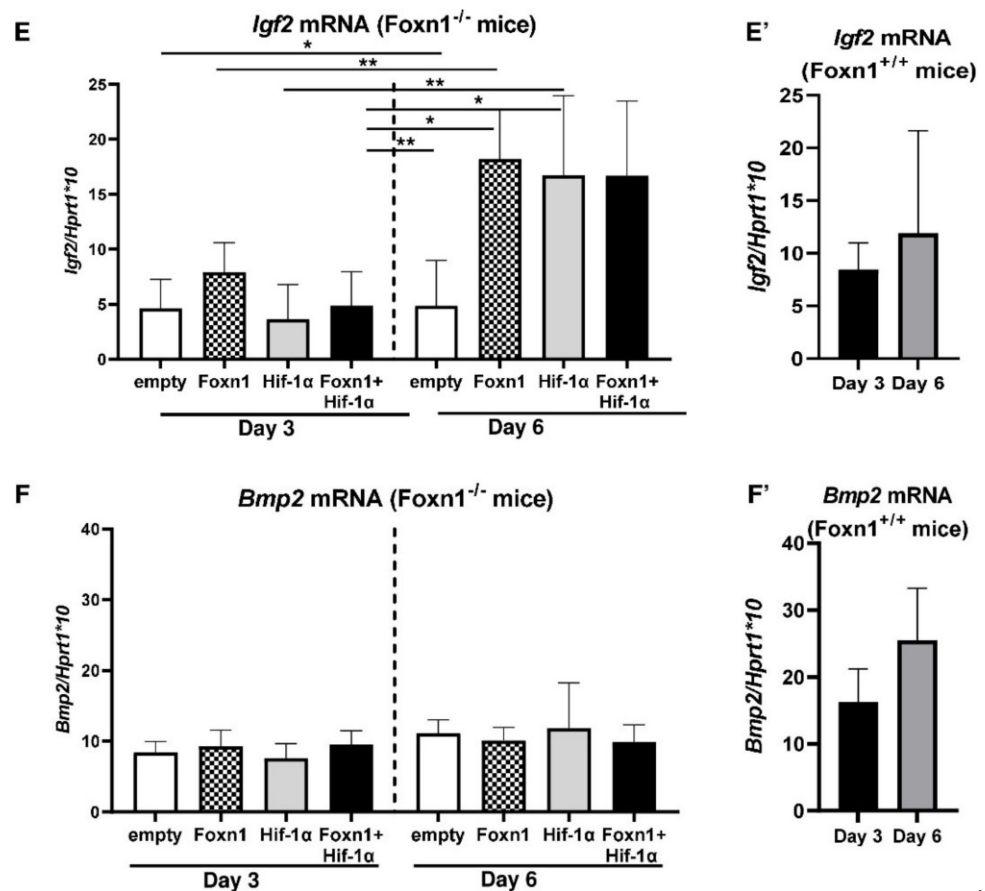 E
Igf2 mRNA (Foxn1-/- mice)
*
**
**
*
*
**
Igf2/Hprt1*10
25
20
15
10
5
0
empty Foxn1 Hif-1α Foxn1+ empty Foxn1 Hif-1α Foxn1+
Hif-1α Hif-1α
Day 3 Day 6
E'
Igf2 mRNA
(Foxn1+/+ mice)
Igf2/Hprt1*10
25
20
15
10
5
0
Day 3 Day 6
F
Bmp2 mRNA (Foxn1-/- mice)
Bmp2/Hprt1*10
40
30
20
10
0
empty Foxn1 Hif-1α Foxn1+ empty Foxn1 Hif-1α Foxn1+
Hif-1α Hif-1α
Day 3 Day 6
F'
Bmp2 mRNA
(Foxn1+/+ mice)
Bmp2/Hprt1*10
40
30
20
10
0
Day 3 Day 6